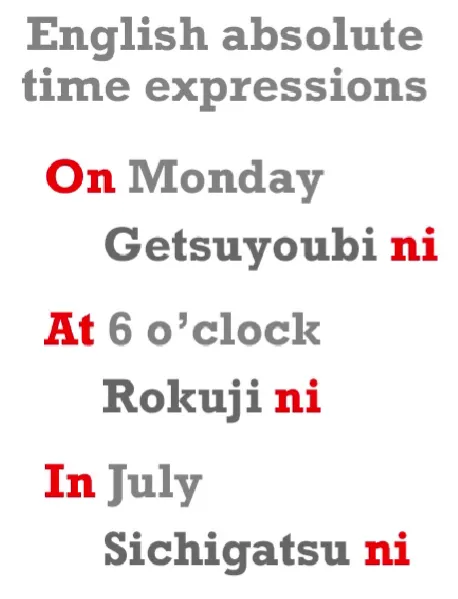 English absolute
time expressions
On Monday
Getsuyoubi ni
At 6 o’clock
Rokuji ni
In July
Sichigatsu ni